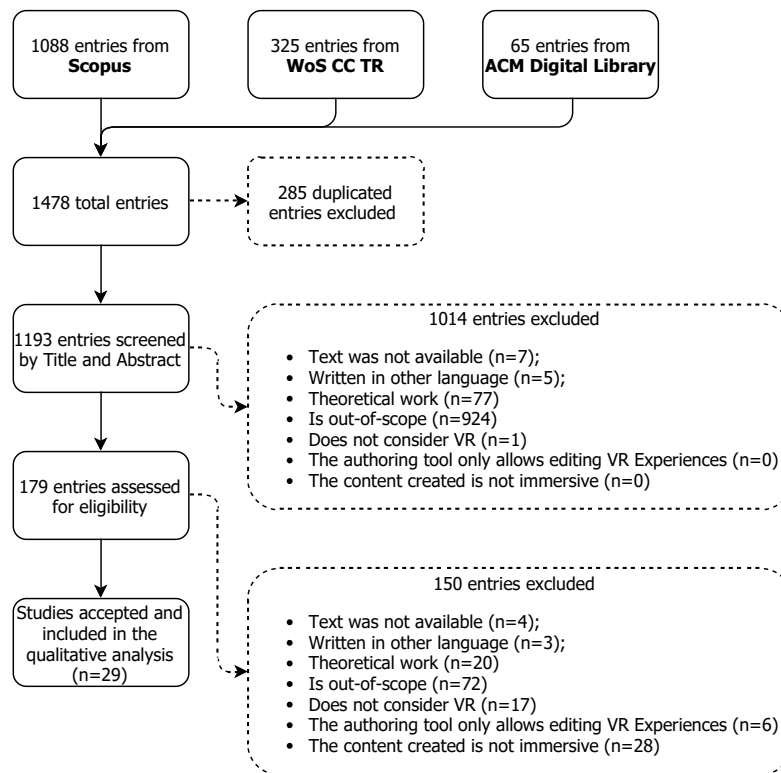 1088 entries from
Scopus
325 entries from
WoS CC TR
65 entries from
ACM Digital Library
1478 total entries
285 duplicated
entries excluded
1193 entries screened
by Title and Abstract
1014 entries excluded
• Text was not available (n=7);
• Written in other language (n=5);
• Theoretical work (n=77)
• Is out-of-scope (n=924)
• Does not consider VR (n=1)
• The authoring tool only allows editing VR Experiences (n=0)
• The content created is not immersive (n=0)
179 entries assessed
for eligibility
150 entries excluded
• Text was not available (n=4);
• Written in other language (n=3);
• Theoretical work (n=20)
• Is out-of-scope (n=72)
• Does not consider VR (n=17)
• The authoring tool only allows editing VR Experiences (n=6)
• The content created is not immersive (n=28)
Studies accepted and
included in the
qualitative analysis
(n=29)